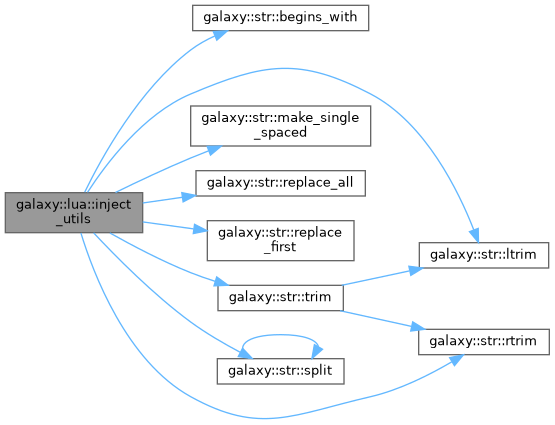 galaxy::str::begins_with
galaxy::str::make_single
_spaced
galaxy::lua::inject
_utils
galaxy::str::replace_all
galaxy::str::replace
_first
galaxy::str::ltrim
galaxy::str::trim
galaxy::str::rtrim
galaxy::str::split